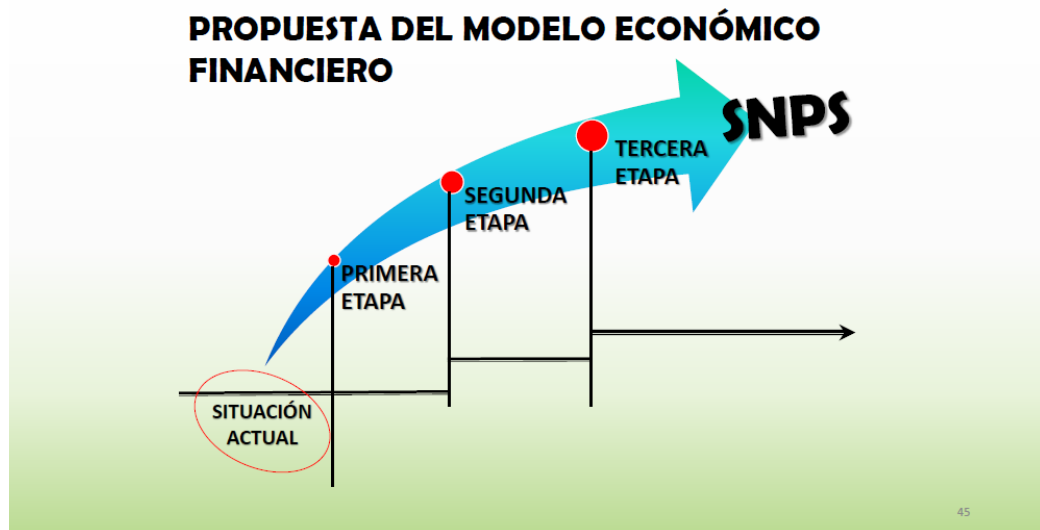 PROPUESTA DEL MODELO ECONÓMICO
FINANCIERO
SNPS
TERCERA
ETAPA
SEGUNDA
ETAPA
PRIMERA
ETAPA
SITUACIÓN
ACTUAL
45